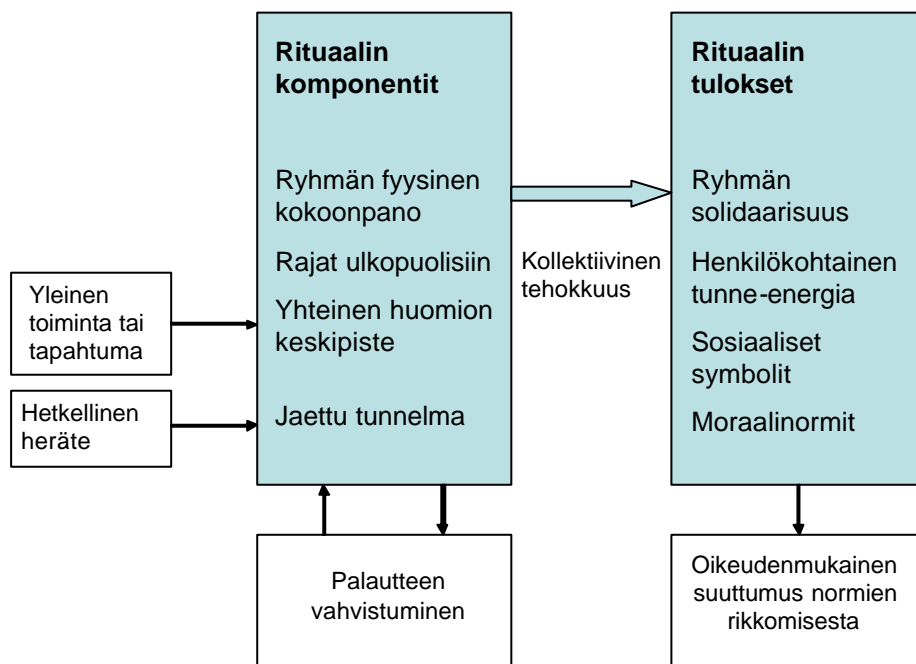 Rituaalin
komponentit
Ryhmän fyysinen
kokoonpano
Rajat ulkopuolisiin
Yhteinen huomion
keskipiste
Jaettu tunnelma
Yleinen
toiminta tai
tapahtuma
Hetkellinen
heräte
Kollektiivinen
tehokkuus
Rituaalin
tulokset
Ryhmän
solidaarisuus
Henkilökohtainen
tunne-energia
Sosiaaliset
symbolit
Moraalinormit
Palautteen
vahvistuminen
Oikeudenmukainen
suuttumus normien
rikkomisesta